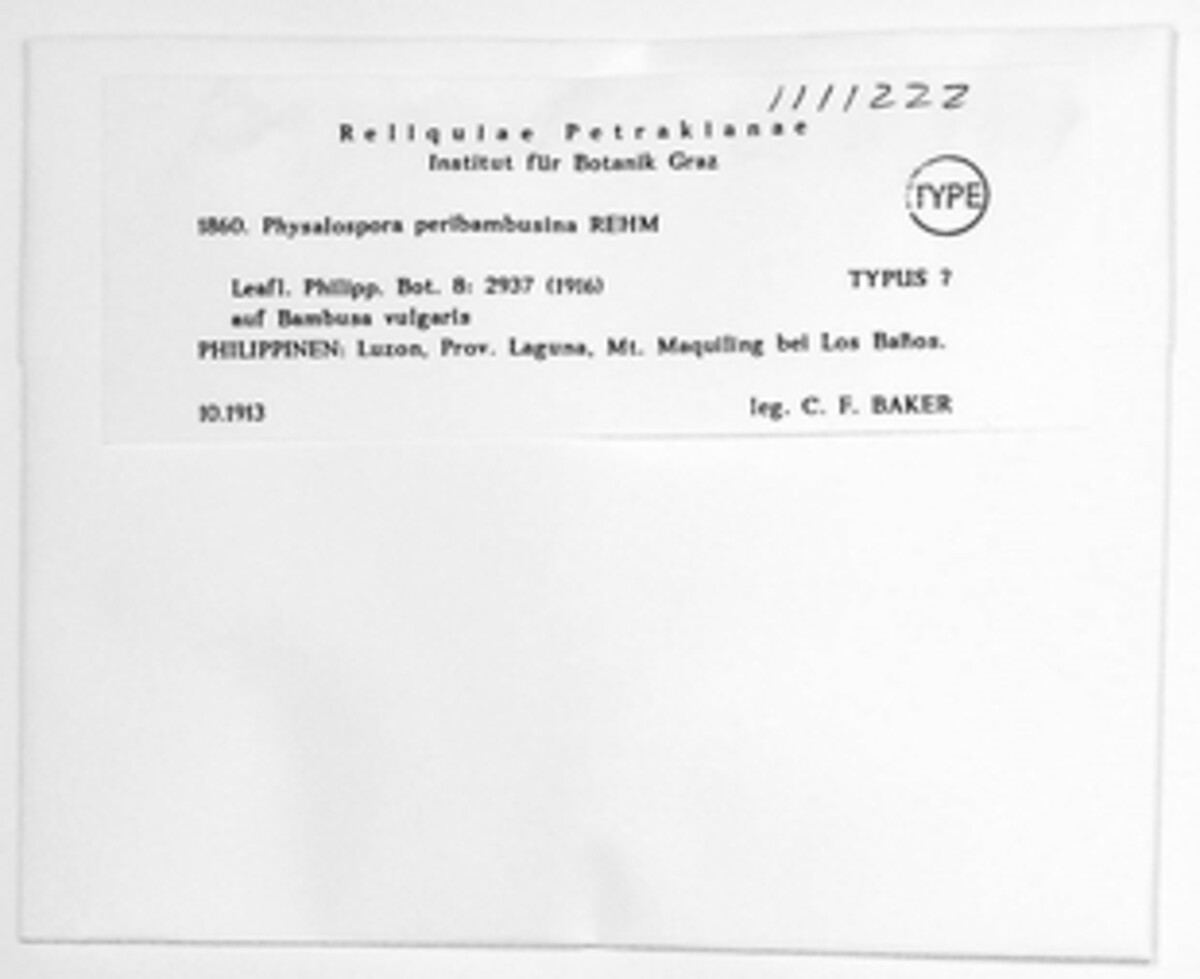 1111222
Reliquiae Petrakianae
Institut für Botanik Graz
TYPE
1860. Physalospora peribambusina REHM
TYPUS ?
Leafl. Philipp. Bot. 8: 2937 (1916)
auf Bambusa vulgaris
PHILIPPINEN: Luzon, Prov. Laguna, Mt. Maquiling bei Los Baños.
10.1913 leg. C. F. BAKER